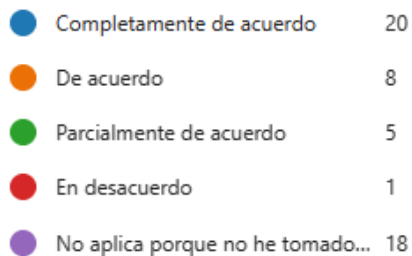 Completamente de acuerdo 20
De acuerdo 8
Parcialmente de acuerdo 5
En desacuerdo 1
No aplica porque no he tomado... 18